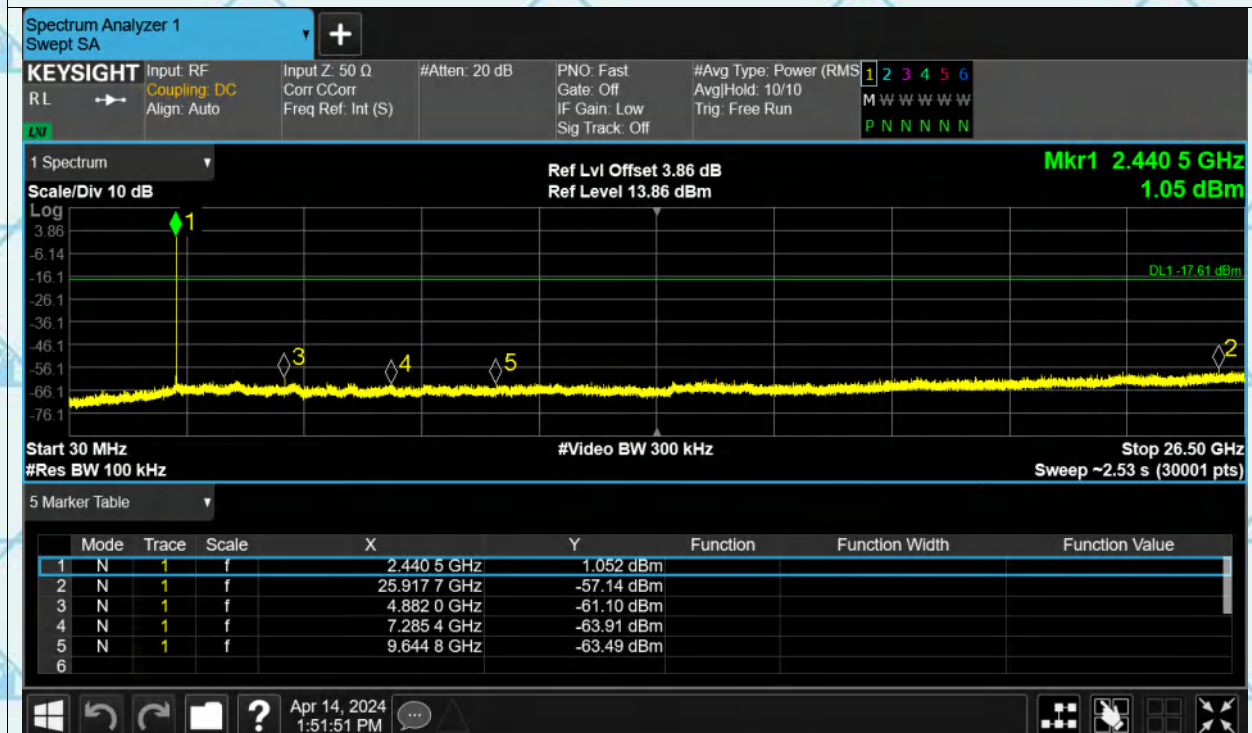 Spectrum Analyzer 1
Swept SA
+
KEYSIGHT Input: RF Input Z: 50 Ω #Atten: 20 dB PNO: Fast #Avg Type: Power (RMS 1 2 3 4 5 6
RL Coupling: DC Corr CCorr Gate: Off Avg|Hold: 10/10 M W W W W W
Align: Auto Freq Ref: Int (S) IF Gain: Low Trig: Free Run
LXI Sig Track: Off P N N N N N
1 Spectrum Ref Lvl Offset 3.86 dB Mkr1 2.440 5 GHz
Scale/Div 10 dB Ref Level 13.86 dBm 1.05 dBm
Log
1
3.86
-6.14
-16.1 DL1 -17.61 dBm
-26.1
-36.1
-46.1
3 4 5 2
-56.1
-66.1
-76.1
Start 30 MHz #Video BW 300 kHz Stop 26.50 GHz
#Res BW 100 kHz Sweep ~2.53 s (30001 pts)
5 Marker Table
Mode Trace Scale X Y Function Function Width Function Value
1 N 1 f 2.440 5 GHz 1.052 dBm
2 N 1 f 25.917 7 GHz -57.14 dBm
3 N 1 f 4.882 0 GHz -61.10 dBm
4 N 1 f 7.285 4 GHz -63.91 dBm
5 N 1 f 9.644 8 GHz -63.49 dBm
6
? Apr 14, 2024
1:51:51 PM